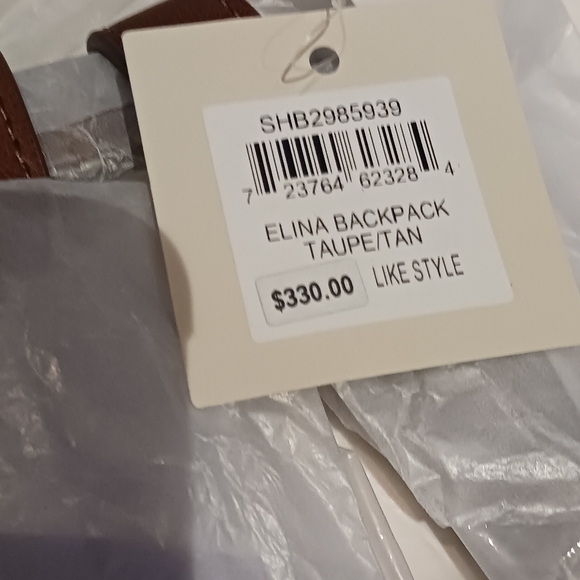 SHB2985939
7 23764 62328 4
ELINA BACKPACK
TAUPE/TAN
$330.00 LIKE STYLE